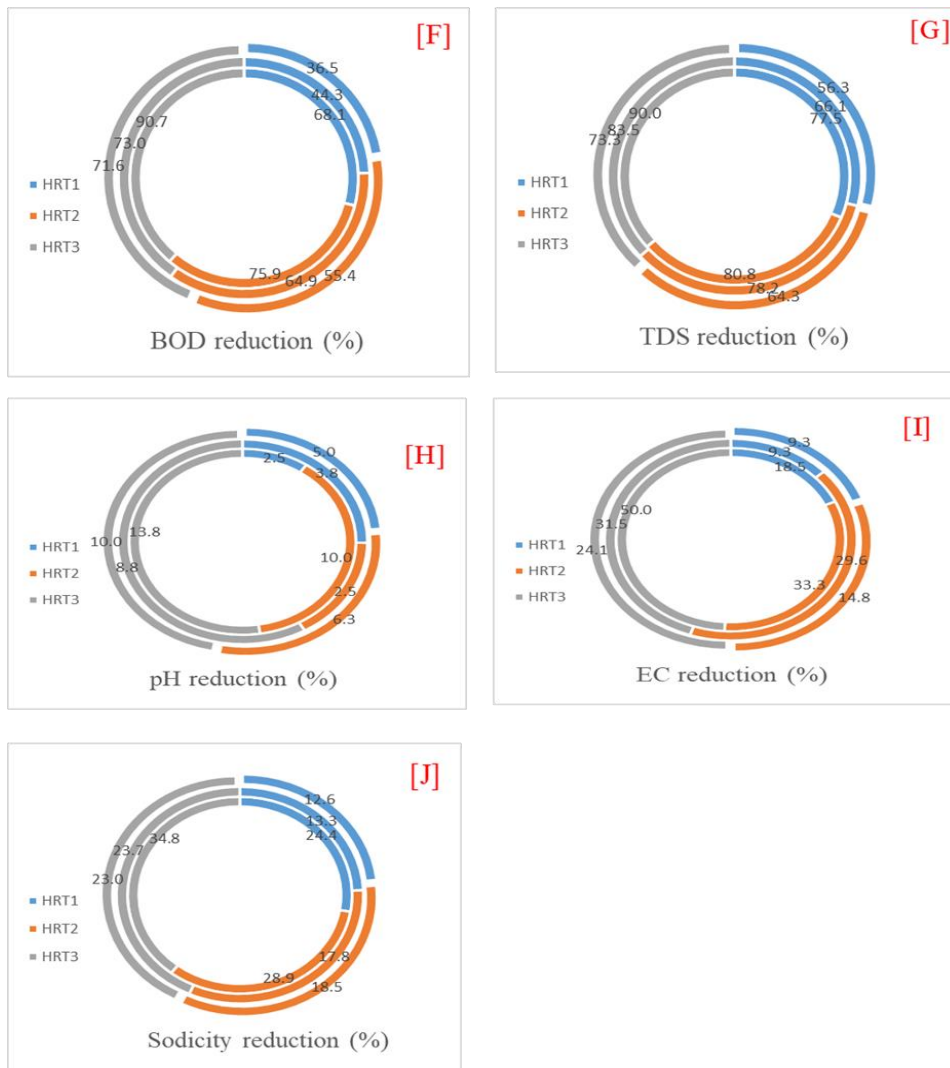 [F]
36.5
44.3
68.1
90.7
73.0
71.6
HRT1
HRT2
HRT3
75.9
64.9
55.4
BOD reduction (%)
[G]
56.3
66.1
77.5
90.0
83.5
73.3
HRT1
HRT2
HRT3
80.8
78.2
64.3
TDS reduction (%)
[H]
5.0
2.5
3.8
13.8
10.0
8.8
HRT1
HRT2
HRT3
10.0
2.5
6.3
pH reduction (%)
[I]
9.3
9.3
18.5
50.0
31.5
24.1
HRT1
HRT2
HRT3
29.6
33.3
14.8
EC reduction (%)
[J]
12.6
13.3
24.4
34.8
23.7
23.0
HRT1
HRT2
HRT3
17.8
28.9
18.5
Sodicity reduction (%)